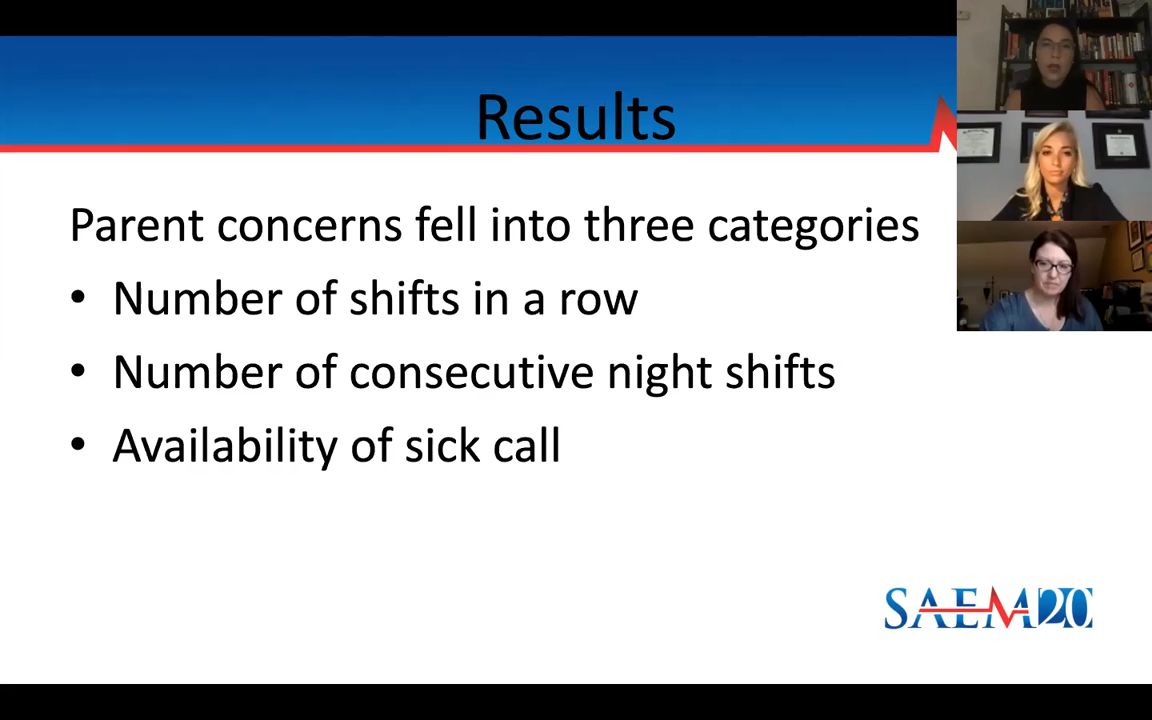 Results
Parent concerns fell into three categories
• Number of shifts in a row
• Number of consecutive night shifts
• Availability of sick call
SAEM20